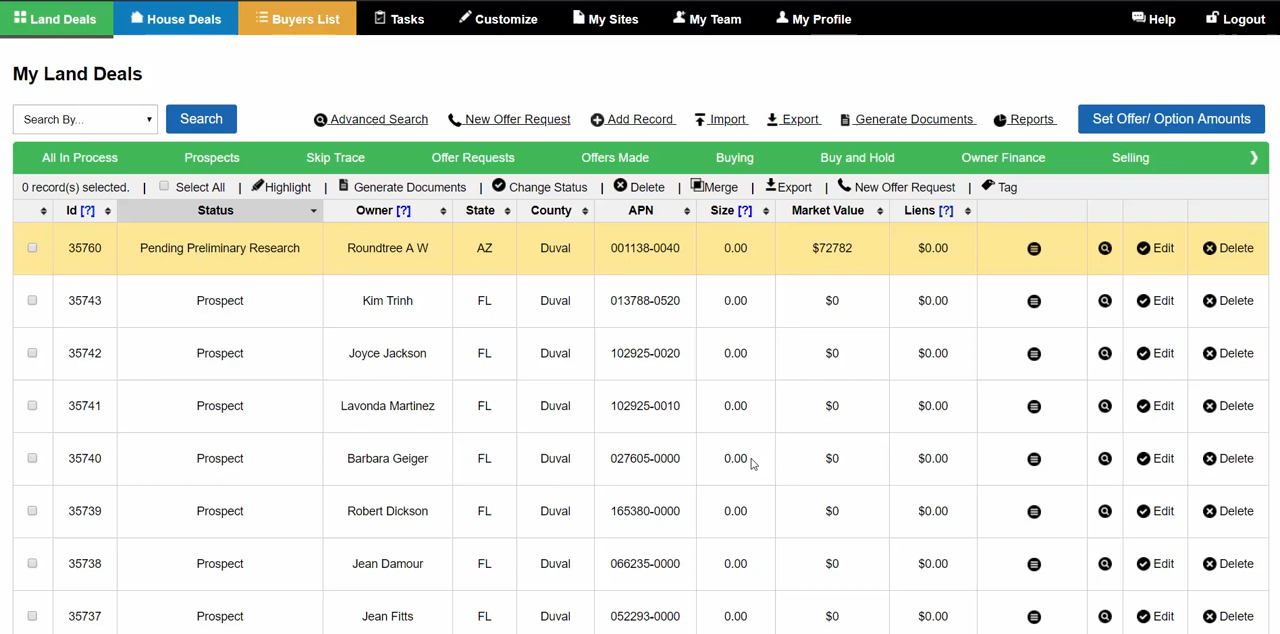 Land Deals House Deals Buyers List Tasks Customize My Sites My Team My Profile Help Logout
My Land Deals
Search By... Search Advanced Search New Offer Request Add Record Import Export Generate Documents Reports Set Offer/ Option Amounts
All In Process Prospects Skip Trace Offer Requests Offers Made Buying Buy and Hold Owner Finance Selling
0 record(s) selected. | Select All | Highlight | Generate Documents | Change Status | Delete | Merge | Export | New Offer Request | Tag
Id [?] Status Owner [?] State County APN Size [?] Market Value Liens [?]
35760 Pending Preliminary Research Roundtree A W AZ Duval 001138-0040 0.00 $72782 $0.00 Edit Delete
35743 Prospect Kim Trinh FL Duval 013788-0520 0.00 $0 $0.00 Edit Delete
35742 Prospect Joyce Jackson FL Duval 102925-0020 0.00 $0 $0.00 Edit Delete
35741 Prospect Lavonda Martinez FL Duval 102925-0010 0.00 $0 $0.00 Edit Delete
35740 Prospect Barbara Geiger FL Duval 027605-0000 0.00 $0 $0.00 Edit Delete
35739 Prospect Robert Dickson FL Duval 165380-0000 0.00 $0 $0.00 Edit Delete
35738 Prospect Jean Damour FL Duval 066235-0000 0.00 $0 $0.00 Edit Delete
35737 Prospect Jean Fitts FL Duval 052293-0000 0.00 $0 $0.00 Edit Delete